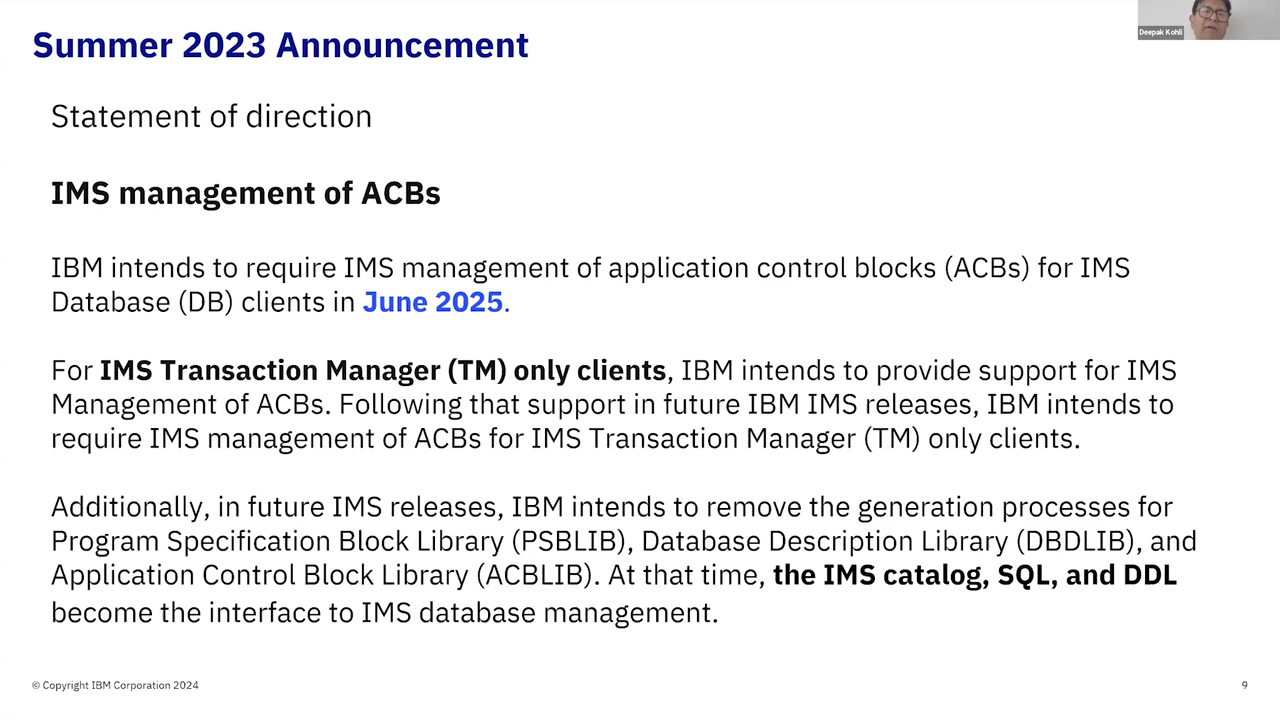 Summer 2023 Announcement
Deepak Kohli
Statement of direction
IMS management of ACBs
IBM intends to require IMS management of application control blocks (ACBs) for IMS
Database (DB) clients in June 2025.
For IMS Transaction Manager (TM) only clients, IBM intends to provide support for IMS
Management of ACBs. Following that support in future IBM IMS releases, IBM intends to
require IMS management of ACBs for IMS Transaction Manager (TM) only clients.
Additionally, in future IMS releases, IBM intends to remove the generation processes for
Program Specification Block Library (PSBLIB), Database Description Library (DBDLIB), and
Application Control Block Library (ACBLIB). At that time, the IMS catalog, SQL, and DDL
become the interface to IMS database management.
© Copyright IBM Corporation 2024
9